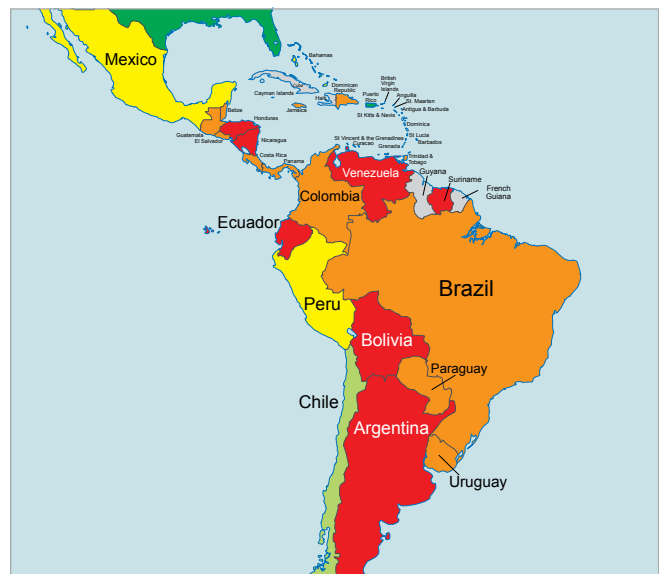 Mexico
Bahamas
Cuba
Cayman Islands
Jamaica
Haiti
Dominican
Republic
Puerto
Rico
British
Virgin
Islands
Anguilla
St. Maarten
Antigua & Barbuda
St Kitts & Nevis
Dominica
St Lucia
Barbados
St Vincent & the Grenadines
Curacao
Grenada
Trinidad &
Tobago
Belize
Honduras
Guatemala
El Salvador
Nicaragua
Costa Rica
Panama
Venezuela
Guyana
Suriname
French
Guiana
Colombia
Ecuador
Peru
Brazil
Bolivia
Paraguay
Chile
Argentina
Uruguay